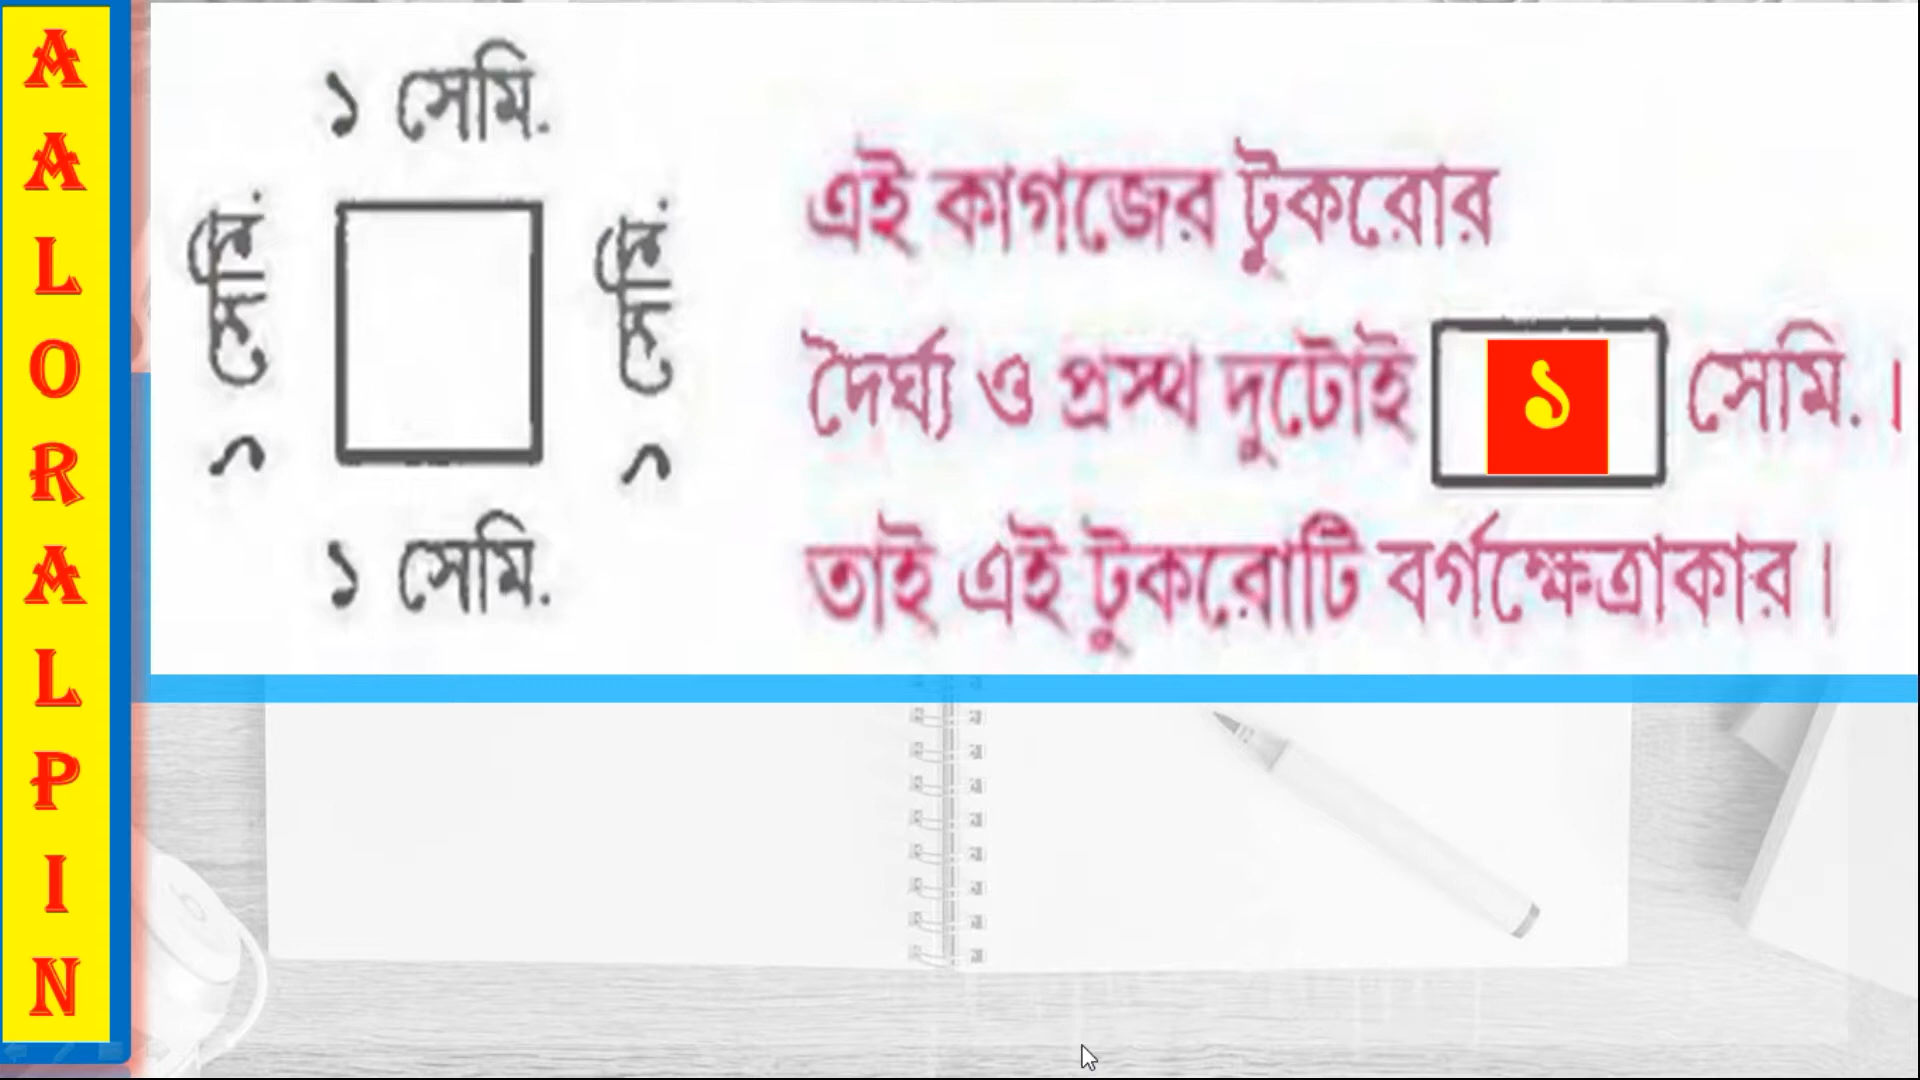 AALORALPIN
১ সেমি.
১ সেমি.
১ সেমি.
১ সেমি.
এই কাগজের টুকরোর
দৈর্ঘ্য ও প্রস্থ দুটোই ১ সেমি. ।
তাই এই টুকরোটি বর্গক্ষেত্রাকার ।